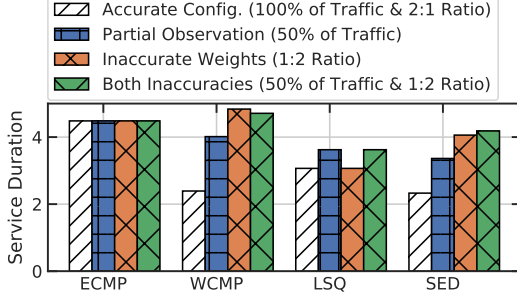 Accurate Config. (100% of Traffic & 2:1 Ratio)
Partial Observation (50% of Traffic)
Inaccurate Weights (1:2 Ratio)
Both Inaccuracies (50% of Traffic & 1:2 Ratio)
Service Duration
4
2
0
ECMP WCMP LSQ SED